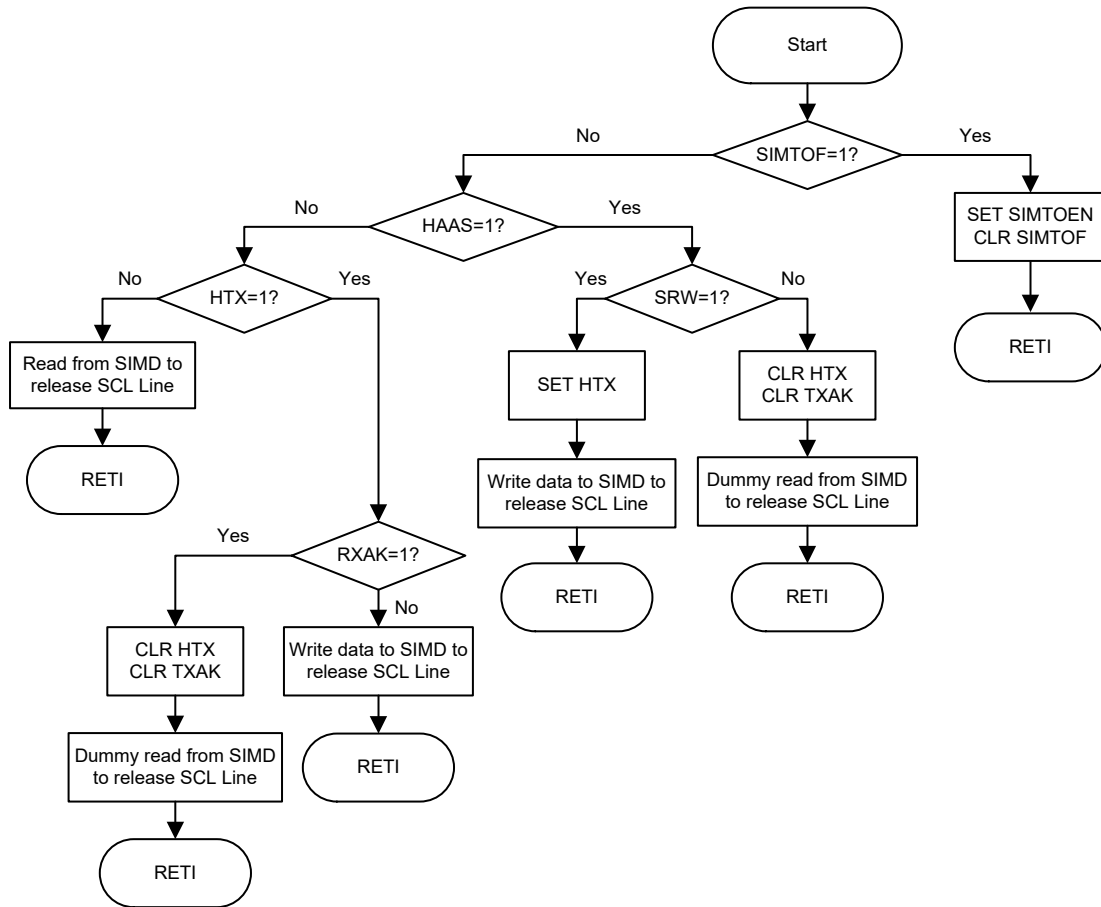 Start
No
Yes
SIMTOF=1?
No
Yes
HAAS=1?
SET SIMTOEN
CLR SIMTOF
No
Yes
Yes
No
HTX=1?
SRW=1?
RETI
Read from SIMD to
release SCL Line
SET HTX
CLR HTX
CLR TXAK
RETI
Write data to SIMD to
release SCL Line
Dummy read from SIMD
to release SCL Line
Yes
RXAK=1?
RETI
RETI
No
CLR HTX
CLR TXAK
Write data to SIMD to
release SCL Line
Dummy read from SIMD
to release SCL Line
RETI
RETI